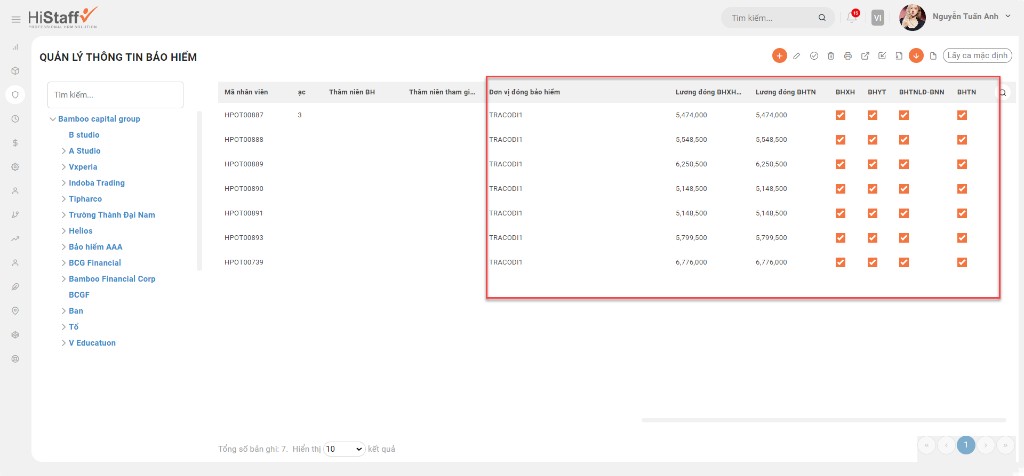 HiStaff
PROFESSIONAL HRM SOLUTION
Tìm kiếm...
VI
Nguyễn Tuấn Anh
QUẢN LÝ THÔNG TIN BẢO HIỂM
Lấy ca mặc định
Tìm kiếm...
Bamboo capital group
B studio
A Studio
Vxperia
Indoba Trading
Tipharco
Trường Thành Đại Nam
Helios
Bảo hiểm AAA
BCG Financial
Bamboo Financial Corp
BCGF
Ban
Tổ
V Educatuon
Mã nhân viên ạc Thâm niên BH Thâm niên tham gi... Đơn vị đóng bảo hiểm Lương đóng BHXH... Lương đóng BHTN BHXH BHYT BHTNLĐ-BNN BHTN
HPOT00887 3 TRACODI1 5,474,000 5,474,000
HPOT00888 TRACODI1 5,548,500 5,548,500
HPOT00889 TRACODI1 6,258,500 6,258,500
HPOT00890 TRACODI1 5,148,500 5,148,500
HPOT00891 TRACODI1 5,148,500 5,148,500
HPOT00893 TRACODI1 5,799,500 5,799,500
HPOT00739 TRACODI1 6,776,000 6,776,000
Tổng số bản ghi: 7. Hiển thị 10 kết quả
« ‹ 1 › »